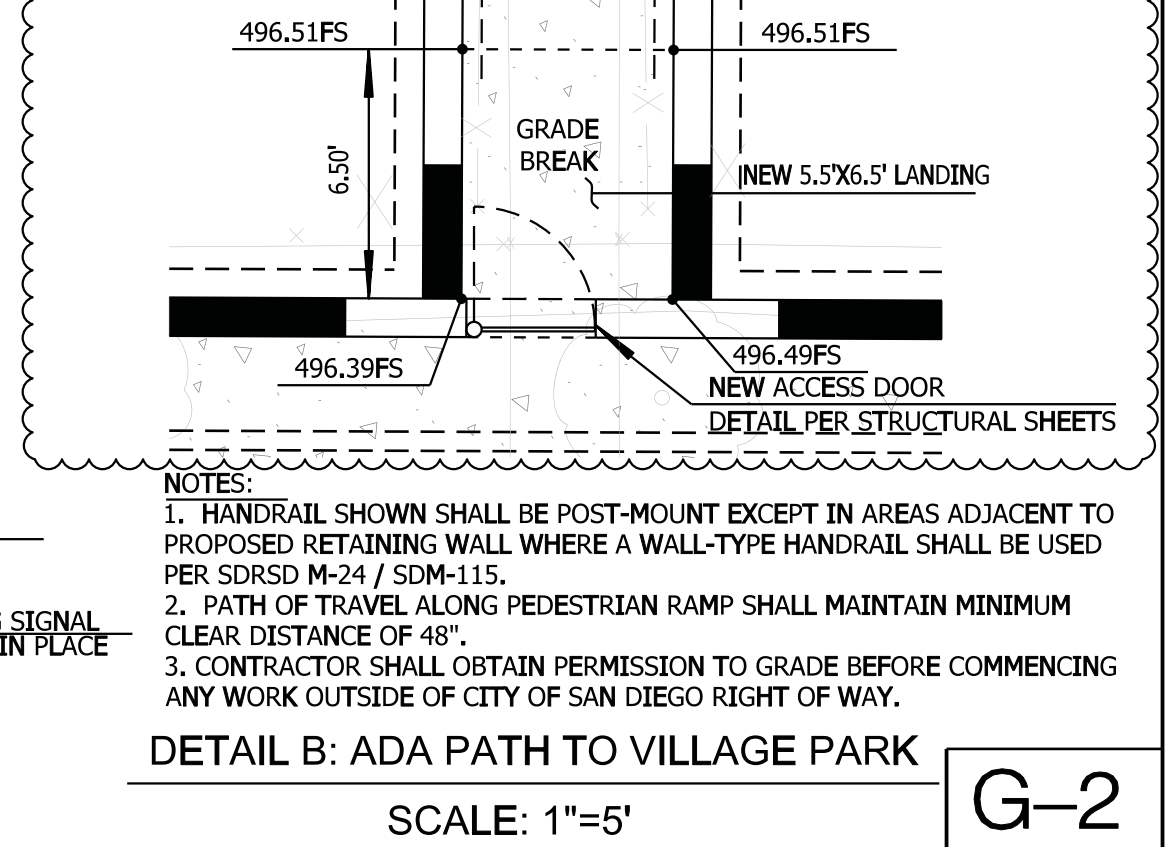 496.51FS
496.51FS
GRADE
BREAK
6.50'
NEW 5.5'X6.5' LANDING
496.39FS
496.49FS
NEW ACCESS DOOR
DETAIL PER STRUCTURAL SHEETS
NOTES:
1. HANDRAIL SHOWN SHALL BE POST-MOUNT EXCEPT IN AREAS ADJACENT TO
PROPOSED RETAINING WALL WHERE A WALL-TYPE HANDRAIL SHALL BE USED
PER SDRSD M-24 / SDM-115.
2. PATH OF TRAVEL ALONG PEDESTRIAN RAMP SHALL MAINTAIN MINIMUM
CLEAR DISTANCE OF 48".
3. CONTRACTOR SHALL OBTAIN PERMISSION TO GRADE BEFORE COMMENCING
ANY WORK OUTSIDE OF CITY OF SAN DIEGO RIGHT OF WAY.
SIGNAL
IN PLACE
DETAIL B: ADA PATH TO VILLAGE PARK
SCALE: 1"=5'
G-2